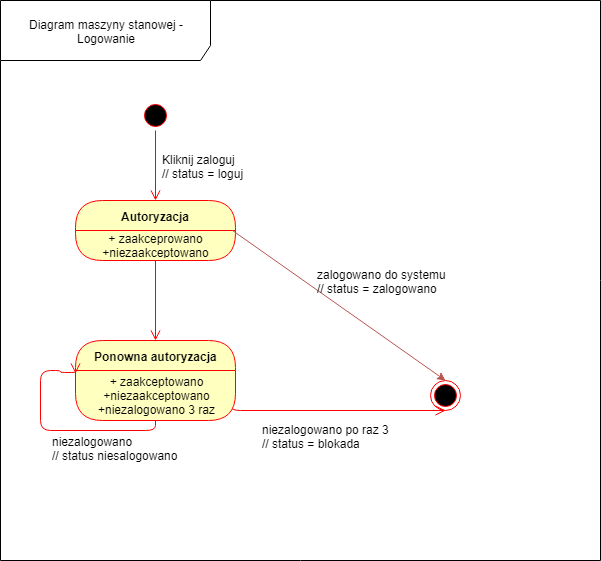 Diagram maszyny stanowej -
Logowanie
Kliknij zaloguj
// status = loguj
Autoryzacja
+ zaakceprowano
+niezaakceptowano
zalogowano do systemu
// status = zalogowano
Ponowna autoryzacja
+ zaakceptowano
+niezaakceptowano
+niezalogowano 3 raz
niezalogowano
// status niesalogowano
niezalogowano po raz 3
// status = blokada